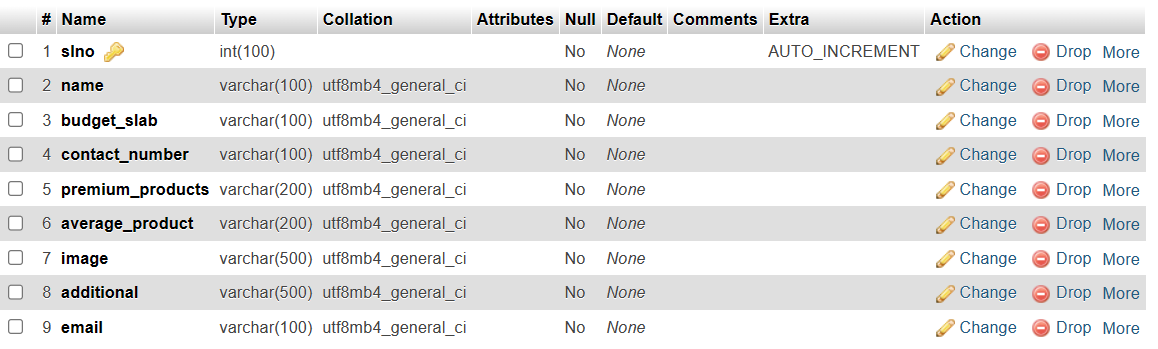 # Name Type Collation Attributes Null Default Comments Extra Action
1 slno int(100) No None AUTO_INCREMENT Change Drop More
2 name varchar(100) utf8mb4_general_ci No None Change Drop More
3 budget_slab varchar(100) utf8mb4_general_ci No None Change Drop More
4 contact_number varchar(100) utf8mb4_general_ci No None Change Drop More
5 premium_products varchar(200) utf8mb4_general_ci No None Change Drop More
6 average_product varchar(200) utf8mb4_general_ci No None Change Drop More
7 image varchar(500) utf8mb4_general_ci No None Change Drop More
8 additional varchar(500) utf8mb4_general_ci No None Change Drop More
9 email varchar(100) utf8mb4_general_ci No None Change Drop More